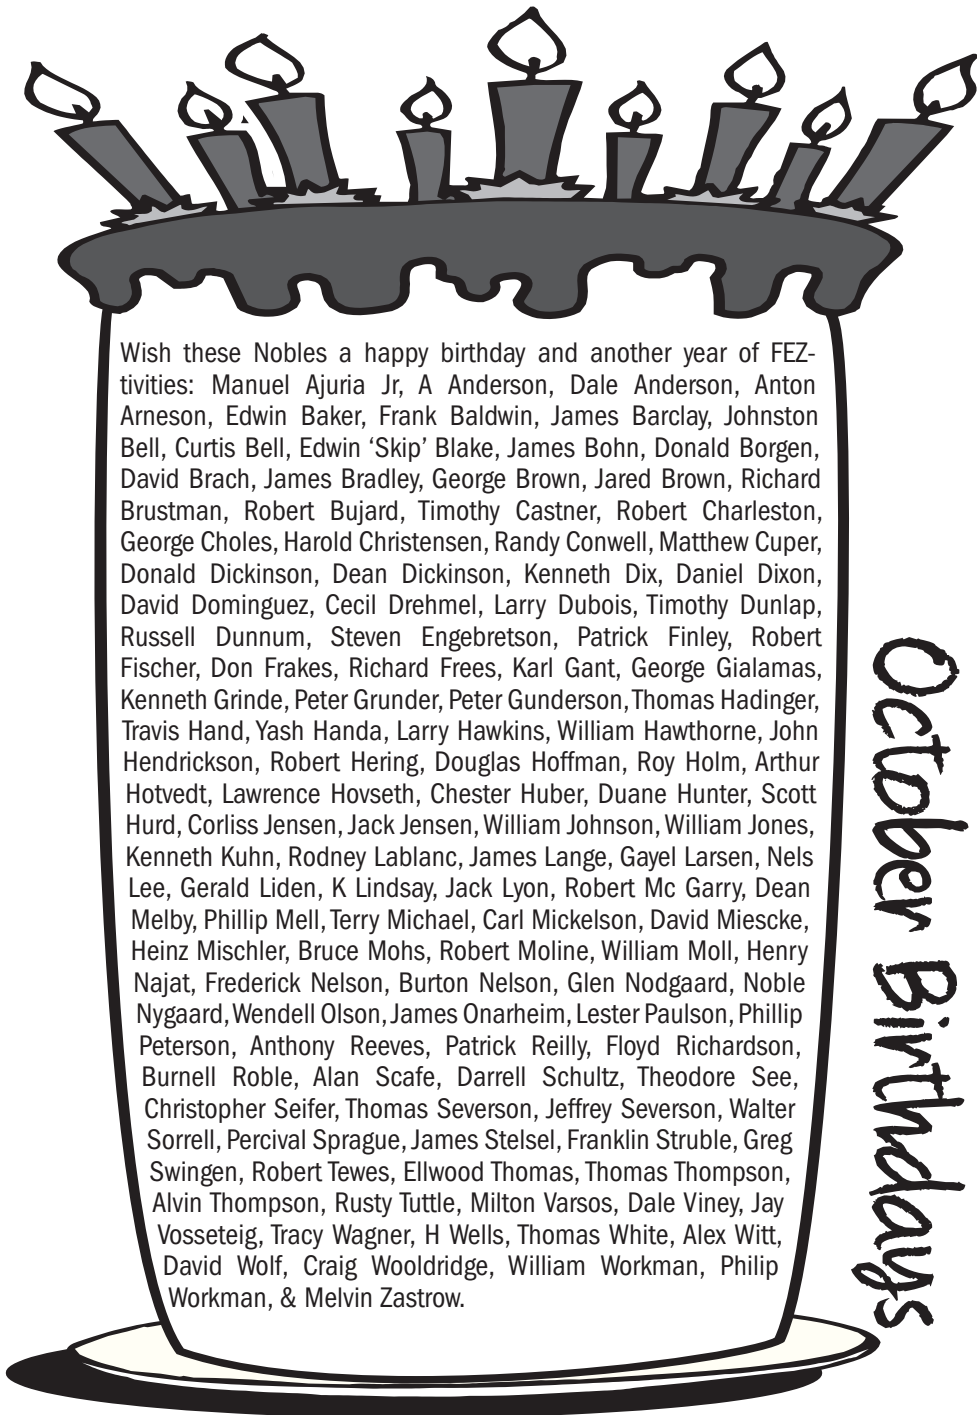 Wish these Nobles a happy birthday and another year of FEZ-
tivities: Manuel Ajuria Jr, A Anderson, Dale Anderson, Anton
Arneson, Edwin Baker, Frank Baldwin, James Barclay, Johnston
Bell, Curtis Bell, Edwin ‘Skip’ Blake, James Bohn, Donald Borgen,
David Brach, James Bradley, George Brown, Jared Brown, Richard
Brustman, Robert Bujard, Timothy Castner, Robert Charleston,
George Choles, Harold Christensen, Randy Conwell, Matthew Cuper,
Donald Dickinson, Dean Dickinson, Kenneth Dix, Daniel Dixon,
David Dominguez, Cecil Drehmel, Larry Dubois, Timothy Dunlap,
Russell Dunnum, Steven Engebretson, Patrick Finley, Robert
Fischer, Don Frakes, Richard Frees, Karl Gant, George Gialamas,
Kenneth Grinde, Peter Grunder, Peter Gunderson, Thomas Hadinger,
Travis Hand, Yash Handa, Larry Hawkins, William Hawthorne, John
Hendrickson, Robert Hering, Douglas Hoffman, Roy Holm, Arthur
Hotvedt, Lawrence Hovseth, Chester Huber, Duane Hunter, Scott
Hurd, Corliss Jensen, Jack Jensen, William Johnson, William Jones,
Kenneth Kuhn, Rodney Lablanc, James Lange, Gayel Larsen, Nels
Lee, Gerald Liden, K Lindsay, Jack Lyon, Robert Mc Garry, Dean
Melby, Phillip Mell, Terry Michael, Carl Mickelson, David Miescke,
Heinz Mischler, Bruce Mohs, Robert Moline, William Moll, Henry
Najat, Frederick Nelson, Burton Nelson, Glen Nodgaard, Noble
Nygaard, Wendell Olson, James Onarheim, Lester Paulson, Phillip
Peterson, Anthony Reeves, Patrick Reilly, Floyd Richardson,
Burnell Roble, Alan Scafe, Darrell Schultz, Theodore See,
Christopher Seifer, Thomas Severson, Jeffrey Severson, Walter
Sorrell, Percival Sprague, James Stelsel, Franklin Struble, Greg
Swingen, Robert Tewes, Ellwood Thomas, Thomas Thompson,
Alvin Thompson, Rusty Tuttle, Milton Varsos, Dale Viney, Jay
Vosseteig, Tracy Wagner, H Wells, Thomas White, Alex Witt,
David Wolf, Craig Wooldridge, William Workman, Philip
Workman, & Melvin Zastrow.
October Birthdays